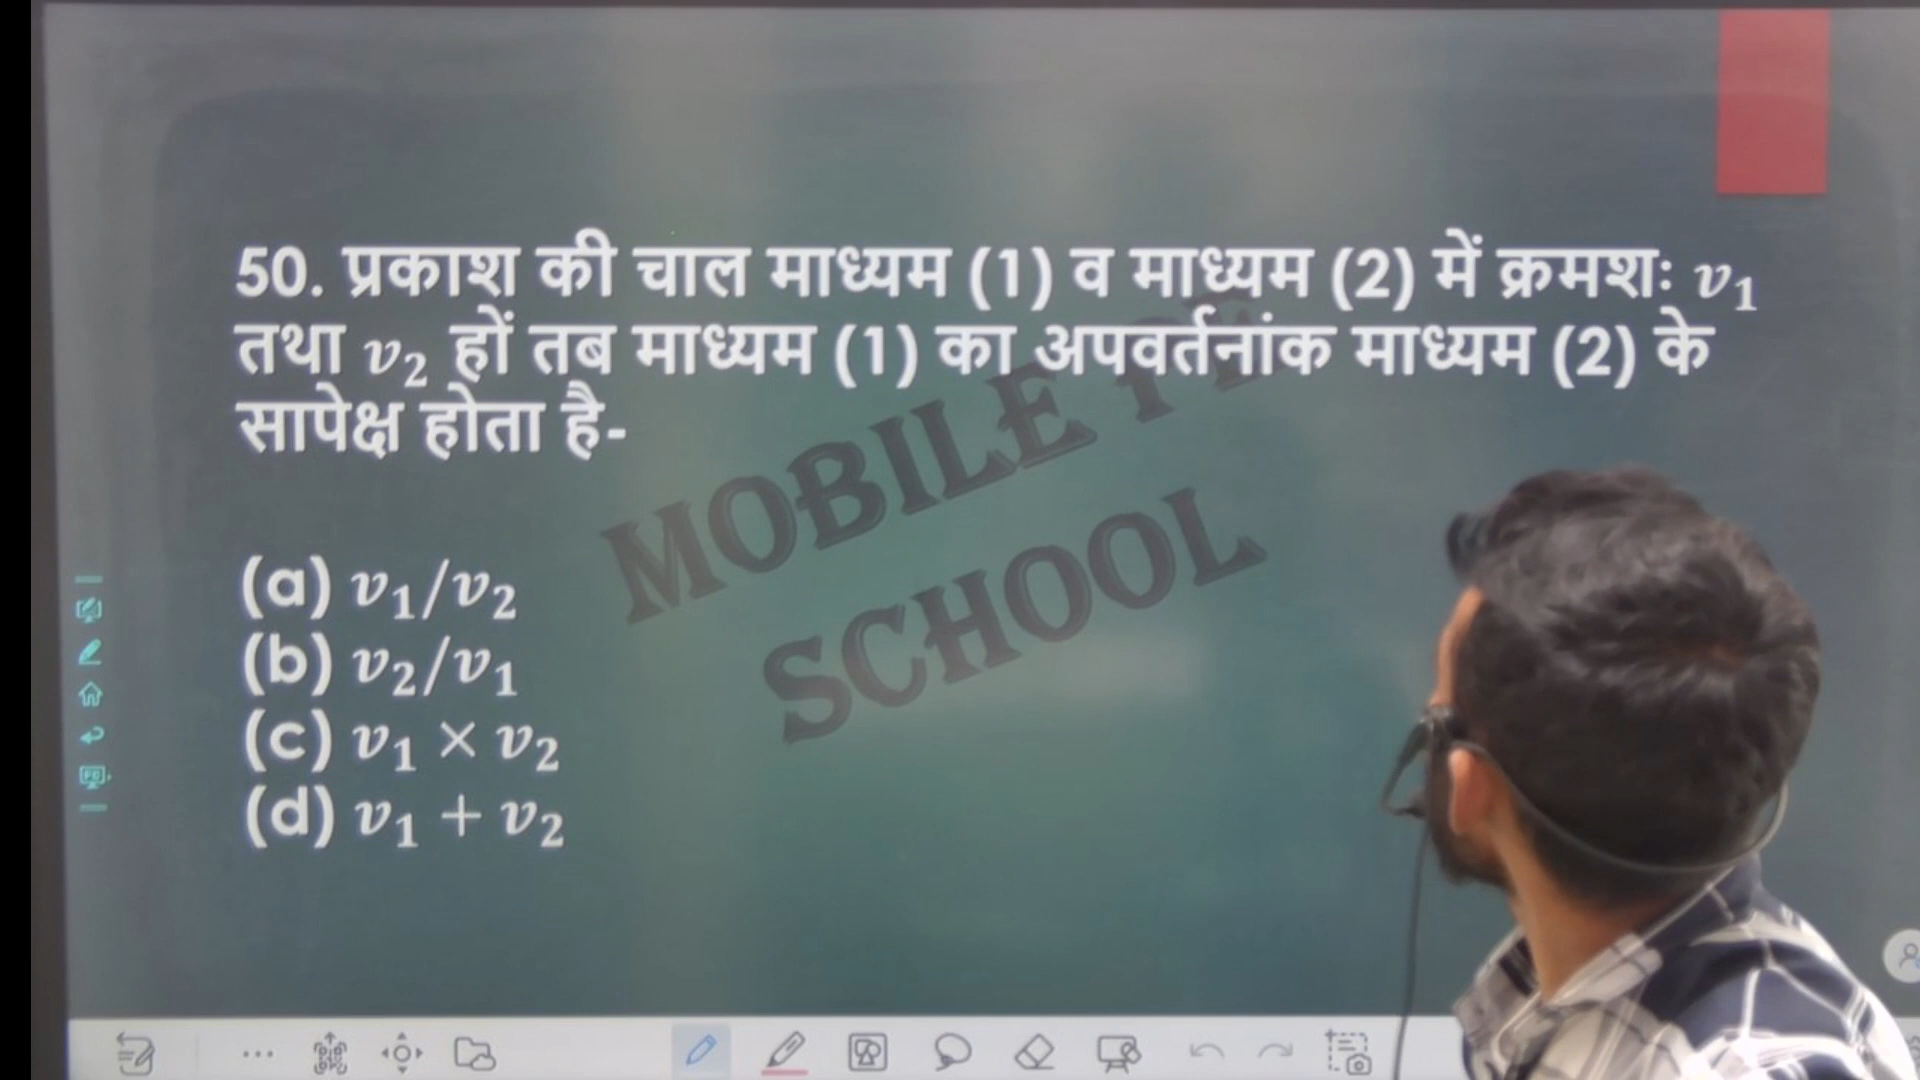 50. प्रकाश की चाल माध्यम (1) व माध्यम (2) में क्रमशः v₁
तथा v₂ हों तब माध्यम (1) का अपवर्तनांक माध्यम (2) के
सापेक्ष होता है-
MOBILE PE
SCHOOL
(a) v₁/v₂
(b) v₂/v₁
(c) v₁ × v₂
(d) v₁ + v₂